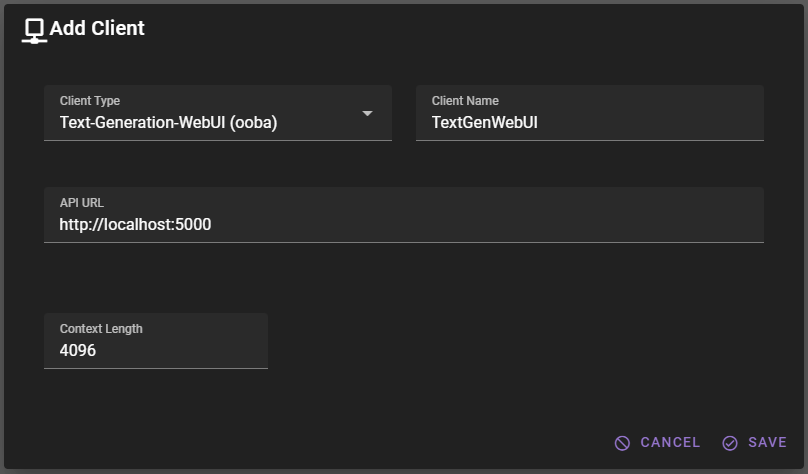 Add Client
Client Type
Text-Generation-WebUI (ooba)
Client Name
TextGenWebUI
API URL
http://localhost:5000
Context Length
4096
CANCEL
SAVE